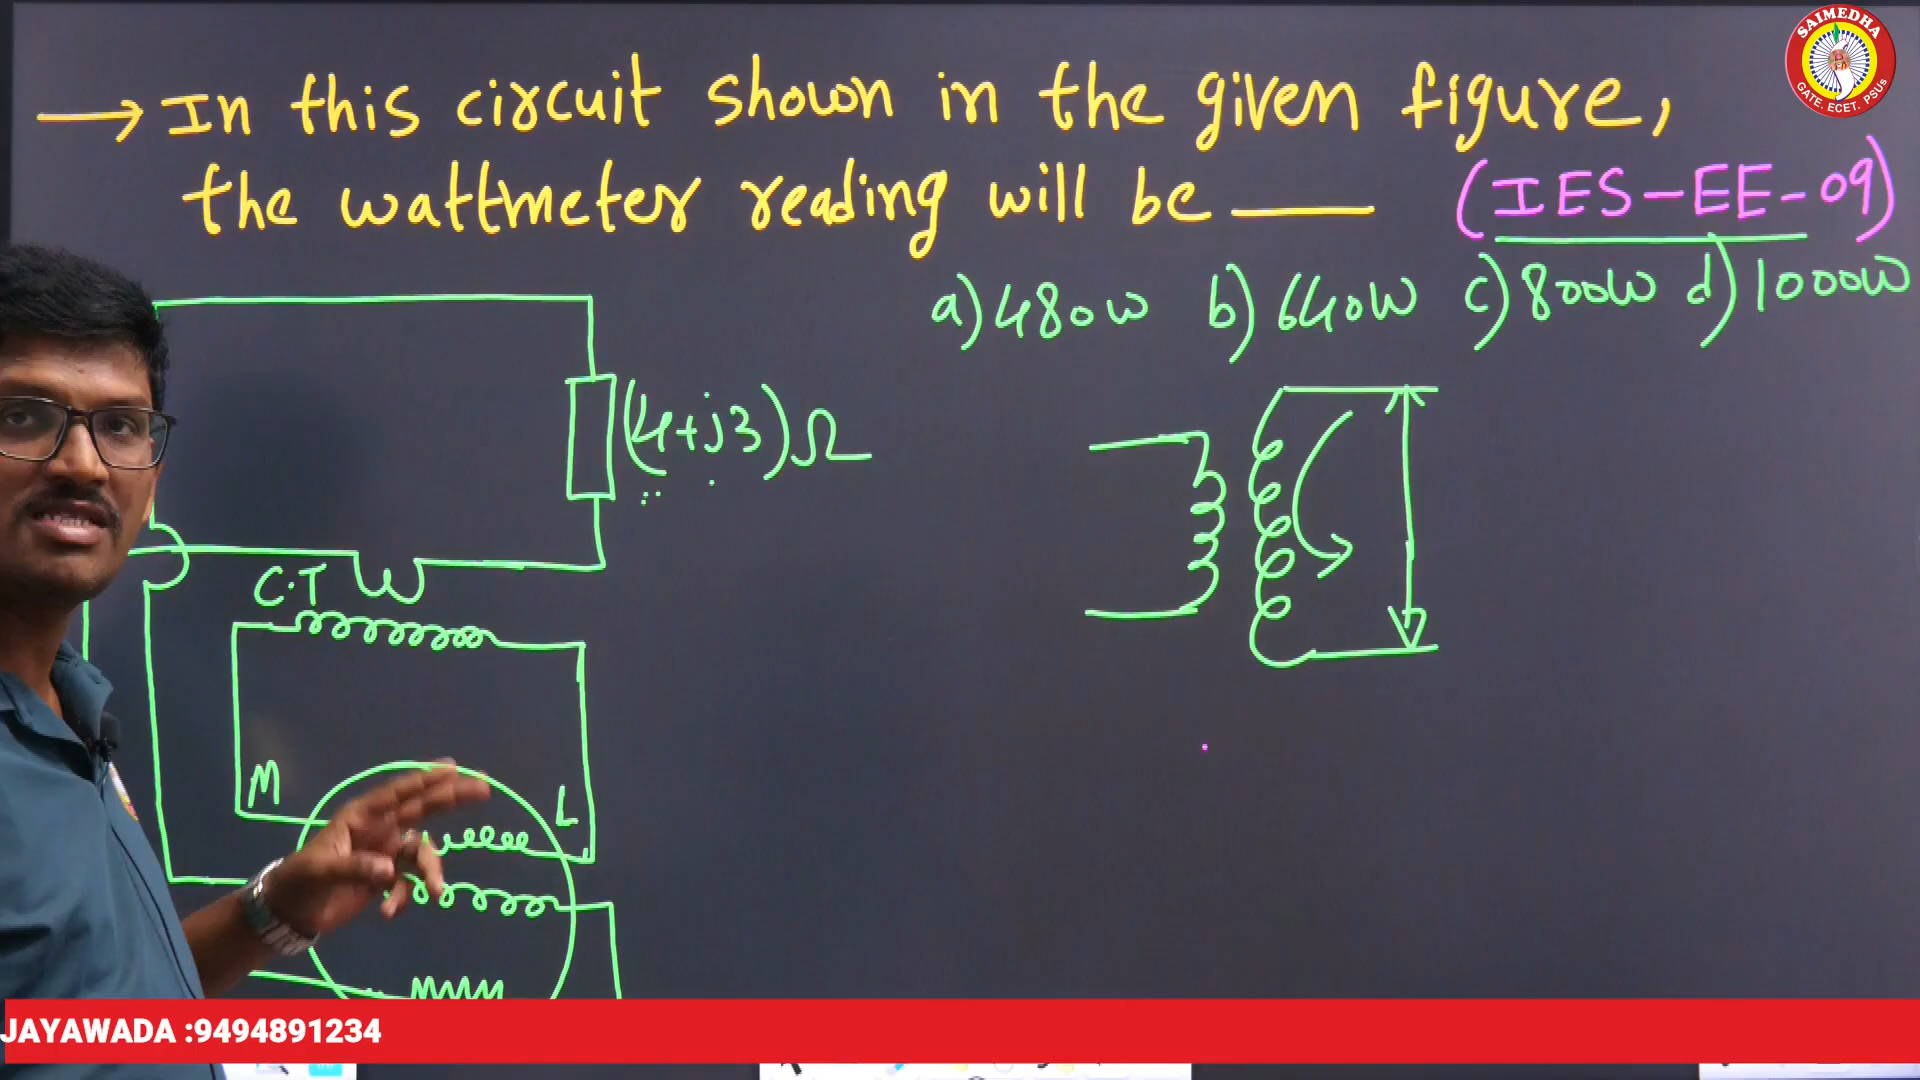 → In this circuit shown in the given figure,
the wattmeter reading will be ___ (IES-EE-09)
a) 480W b) 640W c) 800W d) 1000W
(4+j3)Ω
C.T
M
L
SAIMEDHA
GATE. ECET. PSUs
JAYAWADA :9494891234